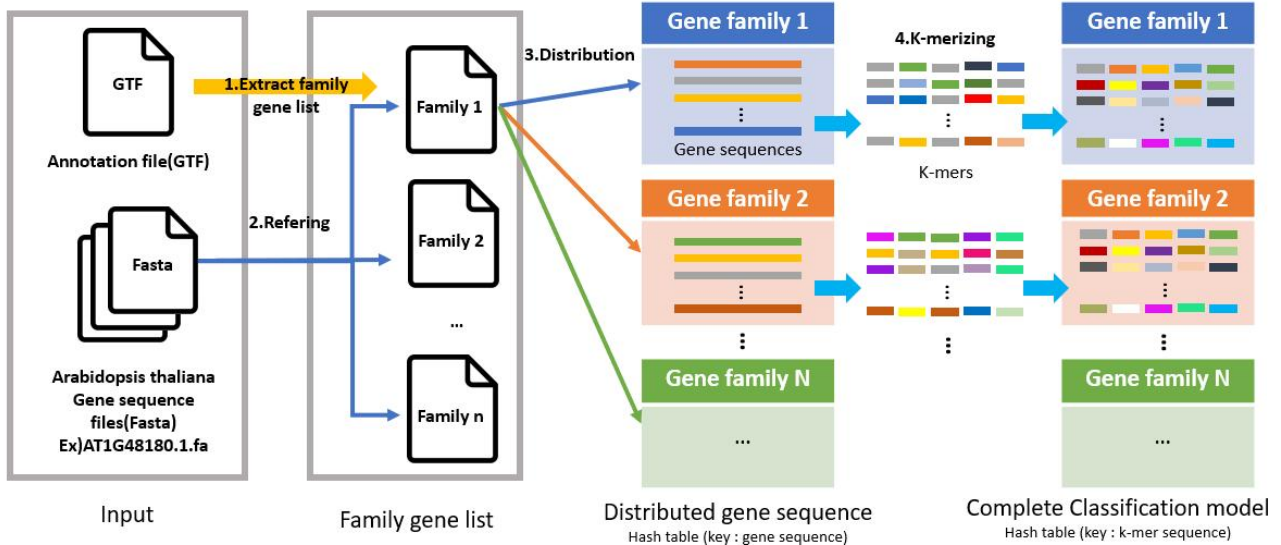 GTF
Annotation file(GTF)
Fasta
Arabidopsis thaliana
Gene sequence
files(Fasta)
Ex)AT1G48180.1.fa
Input
1.Extract family
gene list
2.Refering
Family 1
Family 2
...
Family n
Family gene list
3.Distribution
Gene family 1
Gene sequences
Gene family 2
Gene family N
...
Distributed gene sequence
Hash table (key : gene sequence)
4.K-merizing
K-mers
Gene family 1
Gene family 2
Gene family N
...
Complete Classification model
Hash table (key : k-mer sequence)